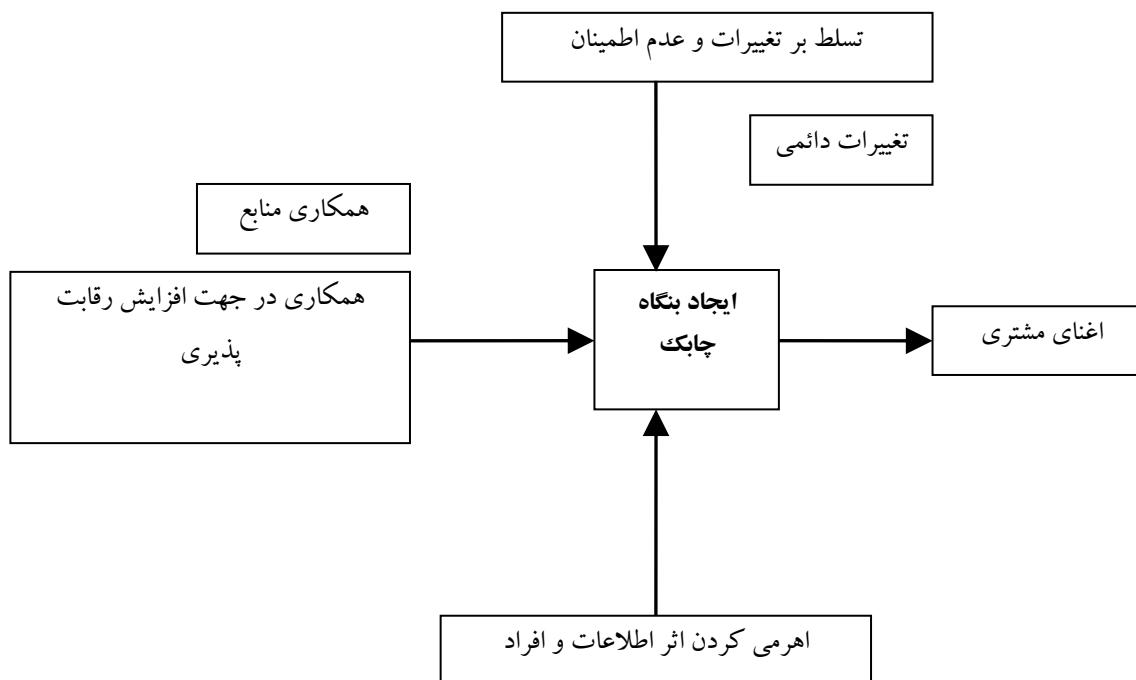 تسلط بر تغییرات و عدم اطمینان
تغییرات دائمی
همکاری منابع
همکاری در جهت افزایش رقابت
پذیری
ایجاد بنگاه
چابک
اغنای مشتری
اهرمی کردن اثر اطلاعات و افراد